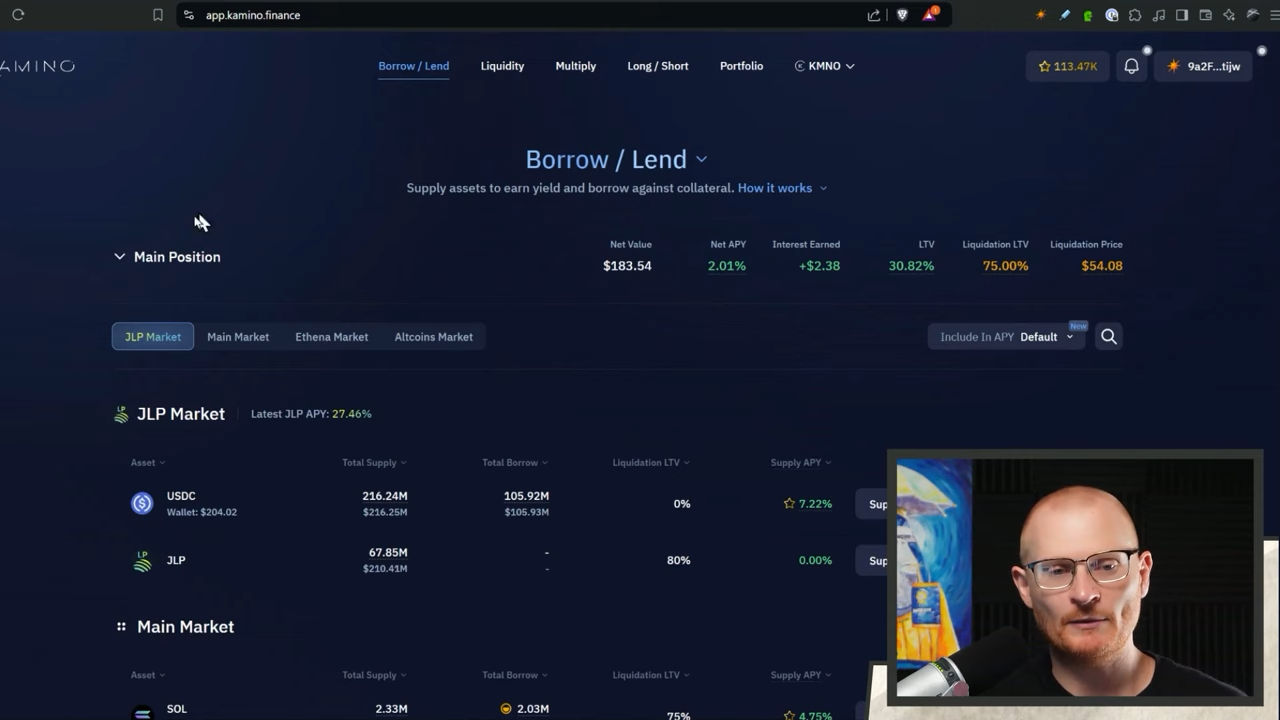 app.kamino.finance
AMINO
Borrow / Lend
Liquidity
Multiply
Long / Short
Portfolio
KMNO
113.47K
9a2F...tijw
Borrow / Lend
Supply assets to earn yield and borrow against collateral. How it works
Main Position
Net Value
$183.54
Net APY
2.01%
Interest Earned
+$2.38
LTV
30.82%
Liquidation LTV
75.00%
Liquidation Price
$54.08
JLP Market
Main Market
Ethena Market
Altcoins Market
New
Include In APY Default
JLP Market
Latest JLP APY: 27.46%
Asset
Total Supply
Total Borrow
Liquidation LTV
Supply APY
USDC
Wallet: $204.02
216.24M
$216.25M
105.92M
$105.93M
0%
7.22%
Sup
JLP
67.85M
$210.41M
-
-
80%
0.00%
Sup
Main Market
Asset
Total Supply
Total Borrow
Liquidation LTV
Supply APY
SOL
2.33M
2.03M
75%
4.75%